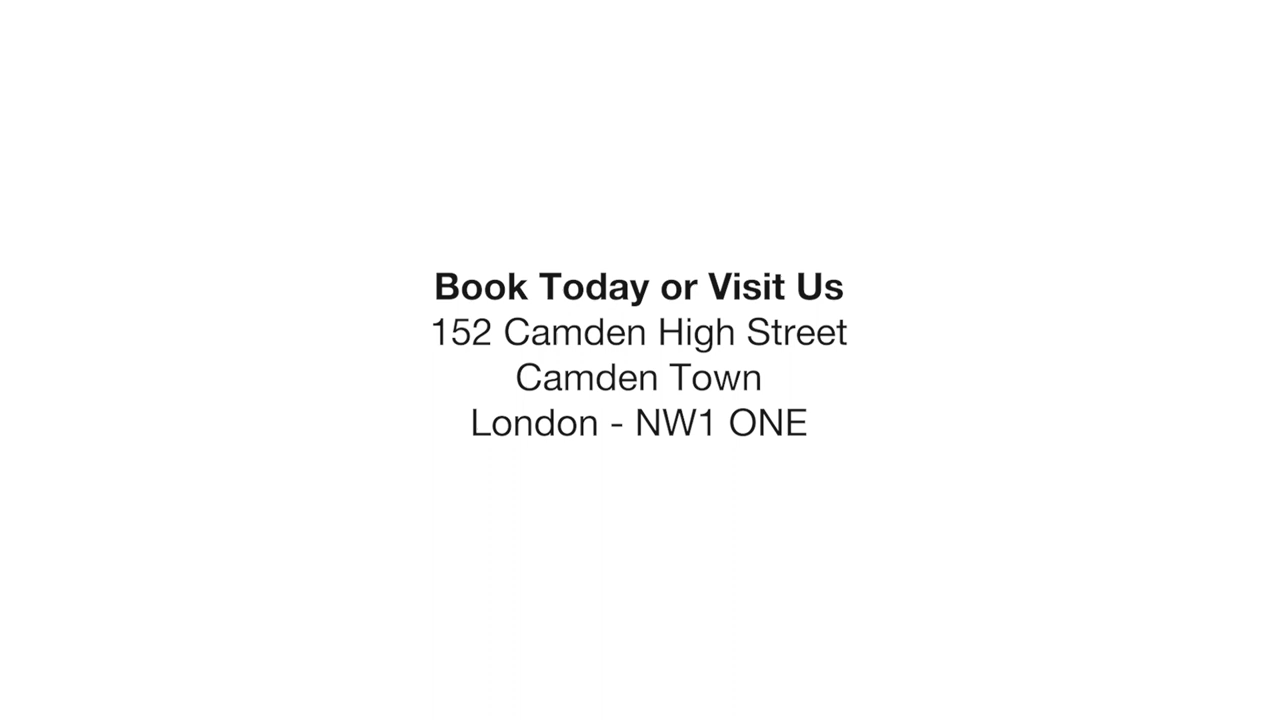 Book Today or Visit Us
152 Camden High Street
Camden Town
London - NW1 ONE